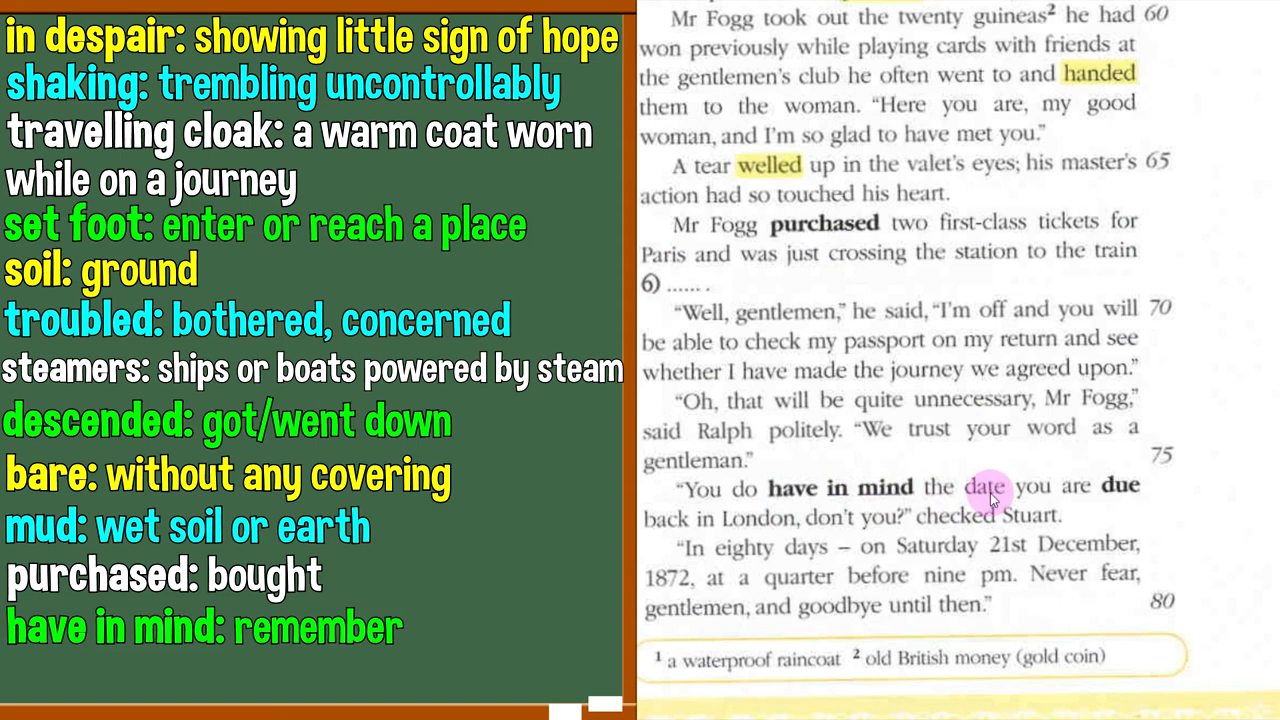 in despair: showing little sign of hope
shaking: trembling uncontrollably
travelling cloak: a warm coat worn
while on a journey
set foot: enter or reach a place
soil: ground
troubled: bothered, concerned
steamers: ships or boats powered by steam
descended: got/went down
bare: without any covering
mud: wet soil or earth
purchased: bought
have in mind: remember
Mr Fogg took out the twenty guineas² he had 60
won previously while playing cards with friends at
the gentlemen's club he often went to and handed
them to the woman. “Here you are, my good
woman, and I'm so glad to have met you.”
A tear welled up in the valet's eyes; his master's 65
action had so touched his heart.
Mr Fogg purchased two first-class tickets for
Paris and was just crossing the station to the train
6) ...... .
“Well, gentlemen,” he said, “I'm off and you will 70
be able to check my passport on my return and see
whether I have made the journey we agreed upon.”
“Oh, that will be quite unnecessary, Mr Fogg,”
said Ralph politely. “We trust your word as a
gentleman.” 75
“You do have in mind the date you are due
back in London, don't you?” checked Stuart.
“In eighty days – on Saturday 21st December,
1872, at a quarter before nine pm. Never fear,
gentlemen, and goodbye until then.” 80
¹ a waterproof raincoat ² old British money (gold coin)